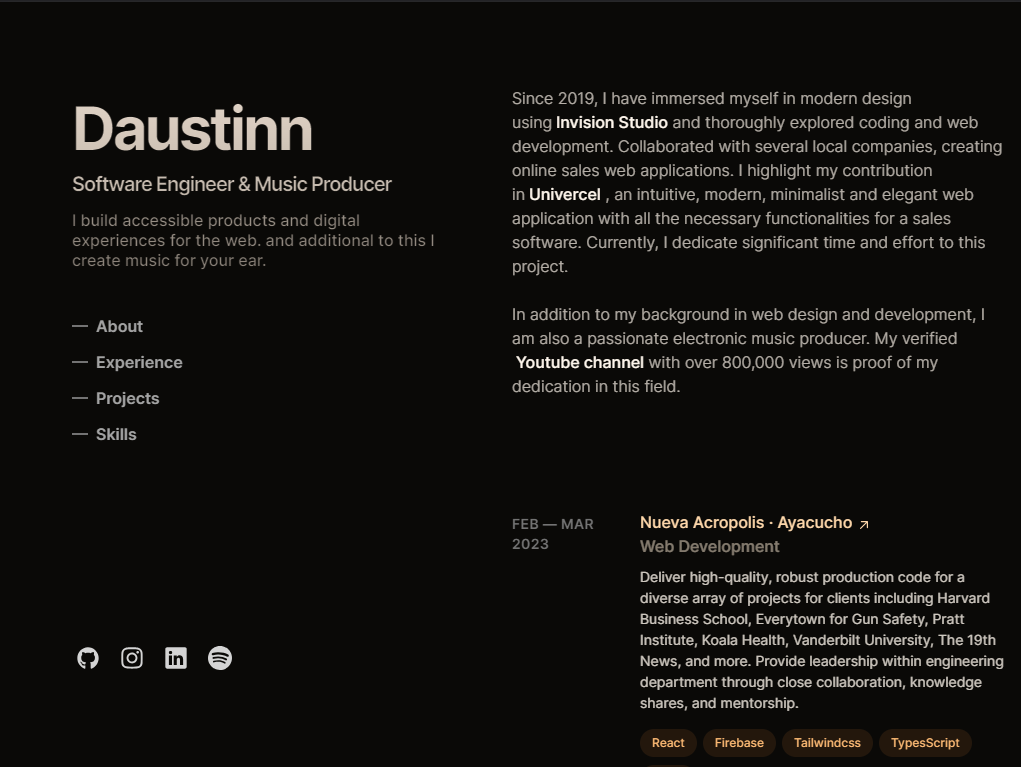 Daustinn
Software Engineer & Music Producer
I build accessible products and digital
experiences for the web. and additional to this I
create music for your ear.
— About
— Experience
— Projects
— Skills
Since 2019, I have immersed myself in modern design
using Invision Studio and thoroughly explored coding and web
development. Collaborated with several local companies, creating
online sales web applications. I highlight my contribution
in Univercel , an intuitive, modern, minimalist and elegant web
application with all the necessary functionalities for a sales
software. Currently, I dedicate significant time and effort to this
project.
In addition to my background in web design and development, I
am also a passionate electronic music producer. My verified
Youtube channel with over 800,000 views is proof of my
dedication in this field.
FEB — MAR
2023
Nueva Acropolis · Ayacucho
Web Development
Deliver high-quality, robust production code for a
diverse array of projects for clients including Harvard
Business School, Everytown for Gun Safety, Pratt
Institute, Koala Health, Vanderbilt University, The 19th
News, and more. Provide leadership within engineering
department through close collaboration, knowledge
shares, and mentorship.
React Firebase Tailwindcss TypesScript